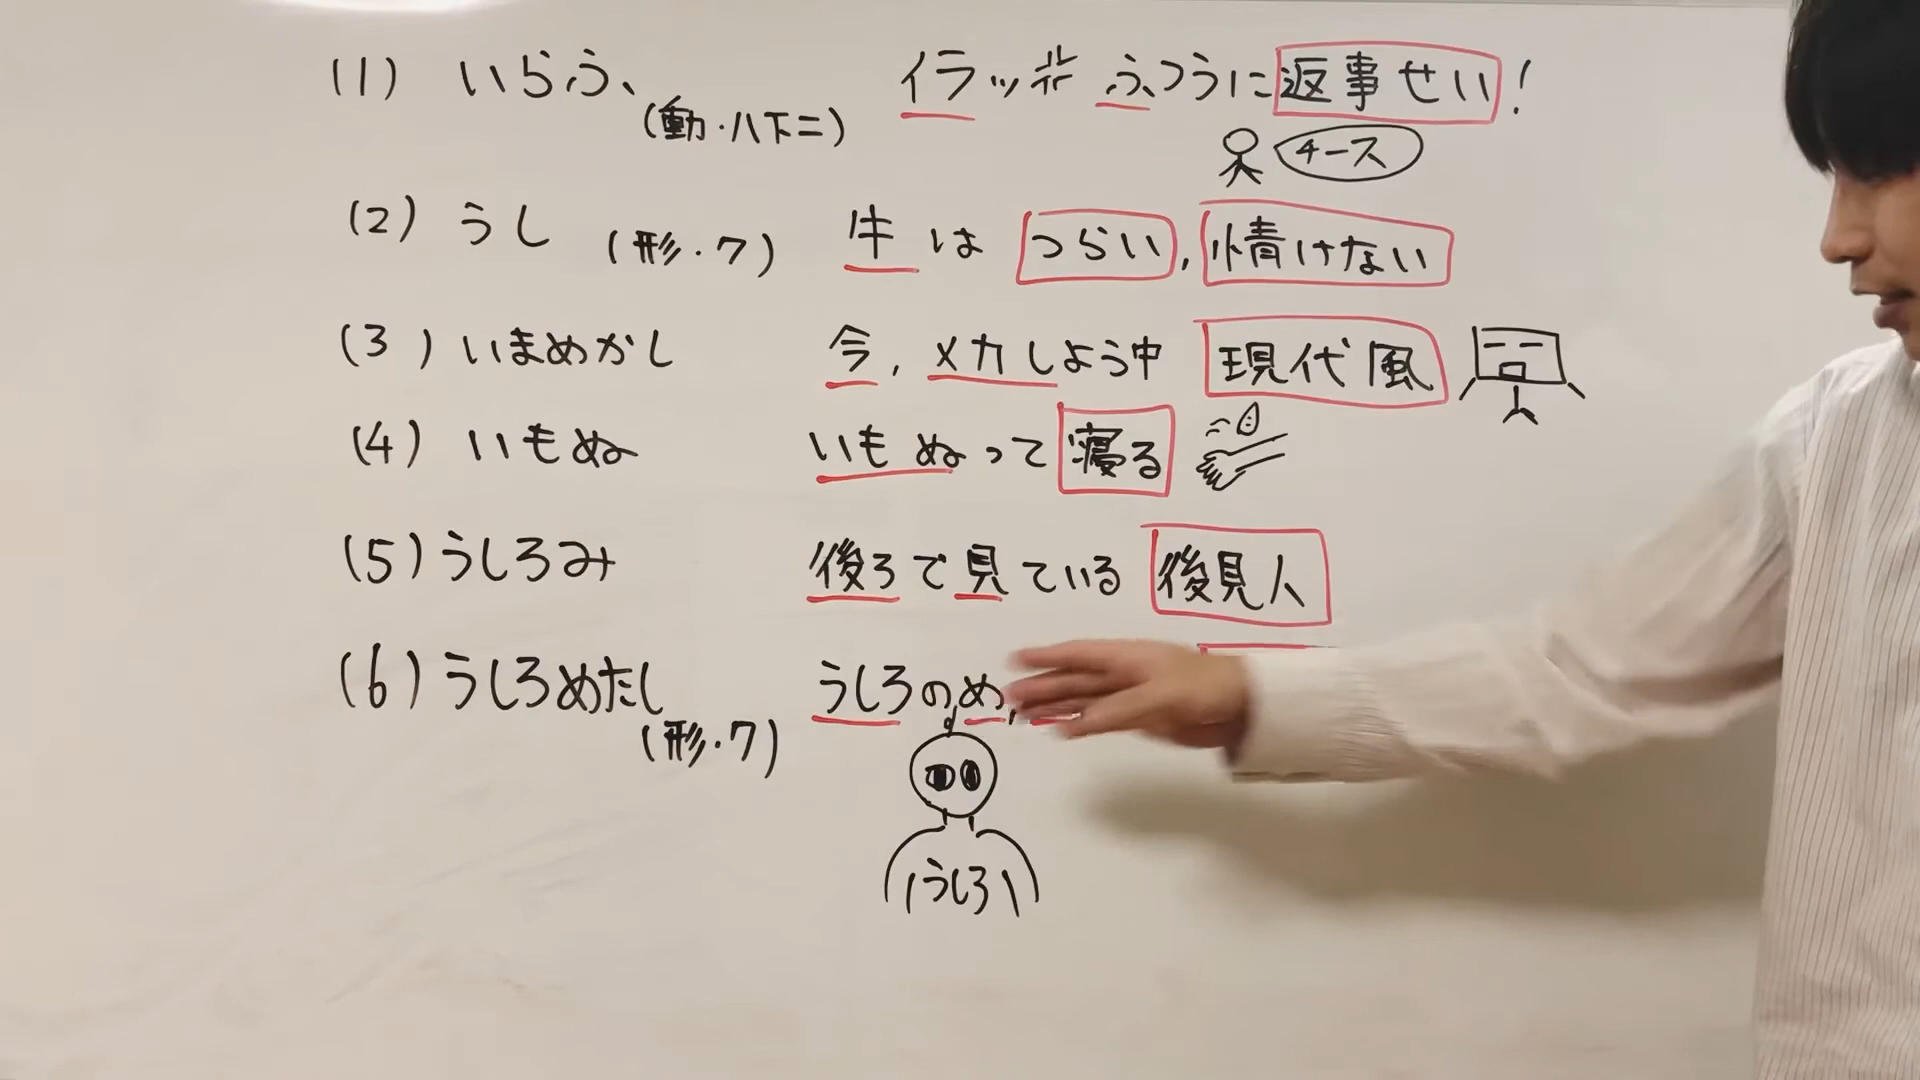 (1) いらふ イラッ ふつうに返事せい!
(動・ハ下二)
チース
(2) うし (形・ク) 牛は つらい, 情けない
(3) いまめかし 今, メカしよう中 現代風
(4) いもぬ いもぬって寝る
(5) うしろみ 後ろで見ている 後見人
(6) うしろめたし うしろのめ,
(形・ク)
うしろ